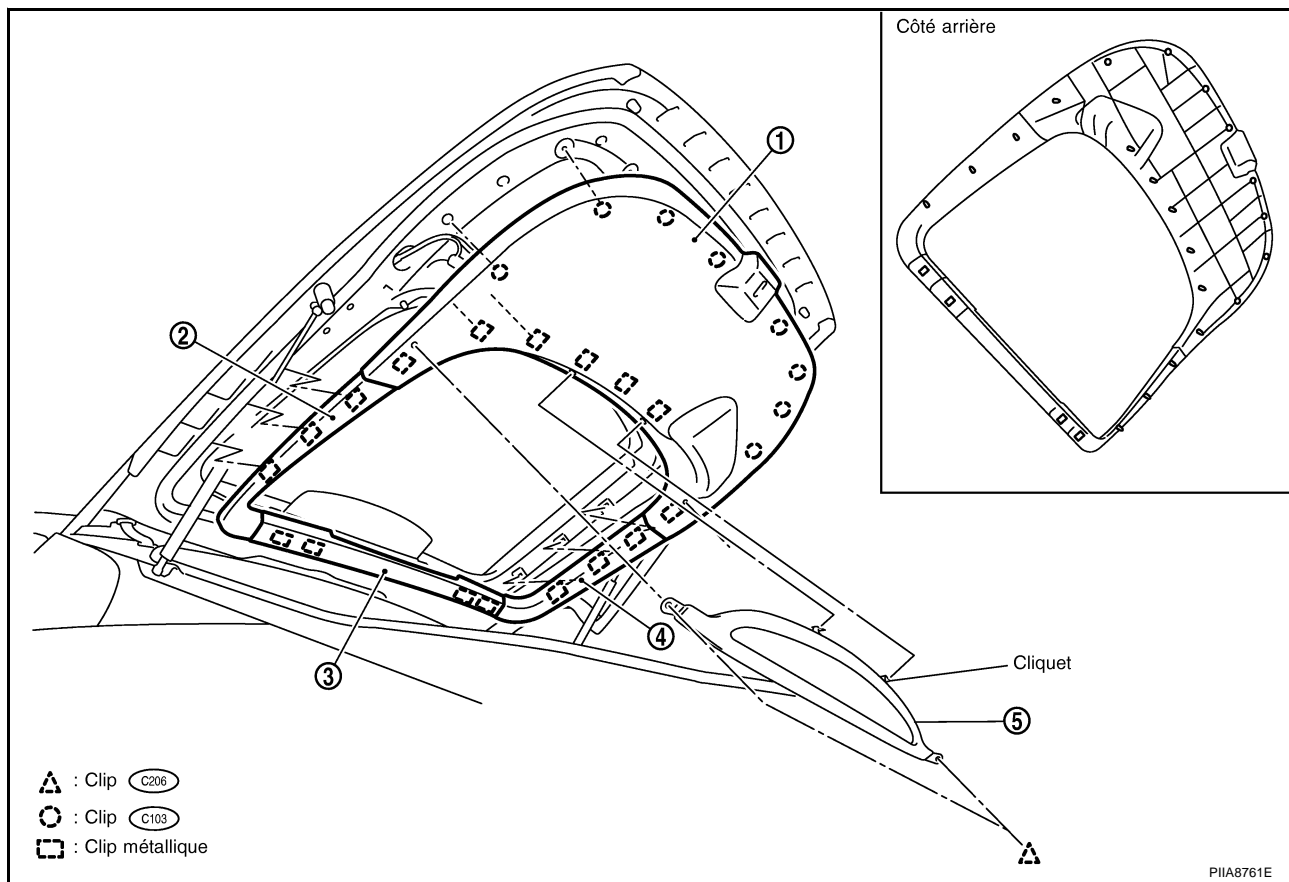 Côté arrière
①
②
③
④
Cliquet
⑤
: Clip C206
: Clip C103
: Clip métallique
PIIA8761E